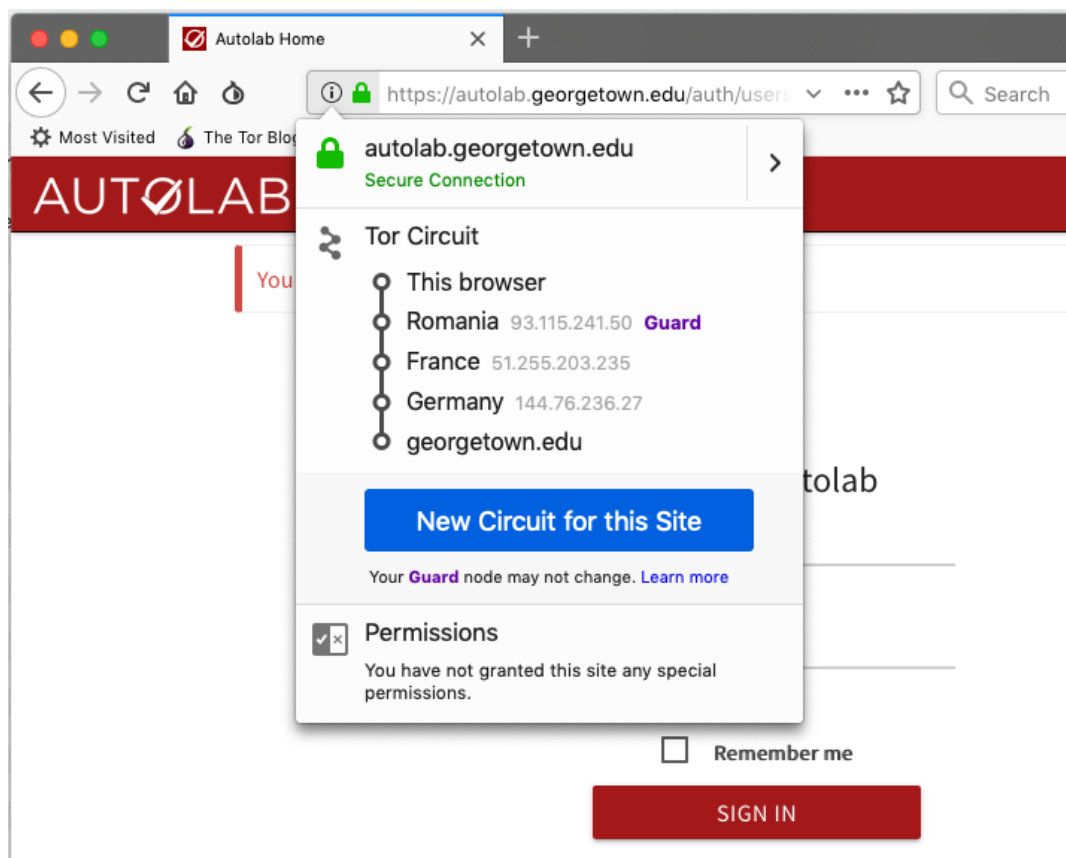 Autolab Home
https://autolab.georgetown.edu/auth/users
Search
Most Visited
The Tor Blog
AUTOLAB
autolab.georgetown.edu
Secure Connection
You
Tor Circuit
This browser
Romania 93.115.241.50 Guard
France 51.255.203.235
Germany 144.76.236.27
georgetown.edu
tolab
New Circuit for this Site
Your Guard node may not change. Learn more
Permissions
You have not granted this site any special
permissions.
Remember me
SIGN IN